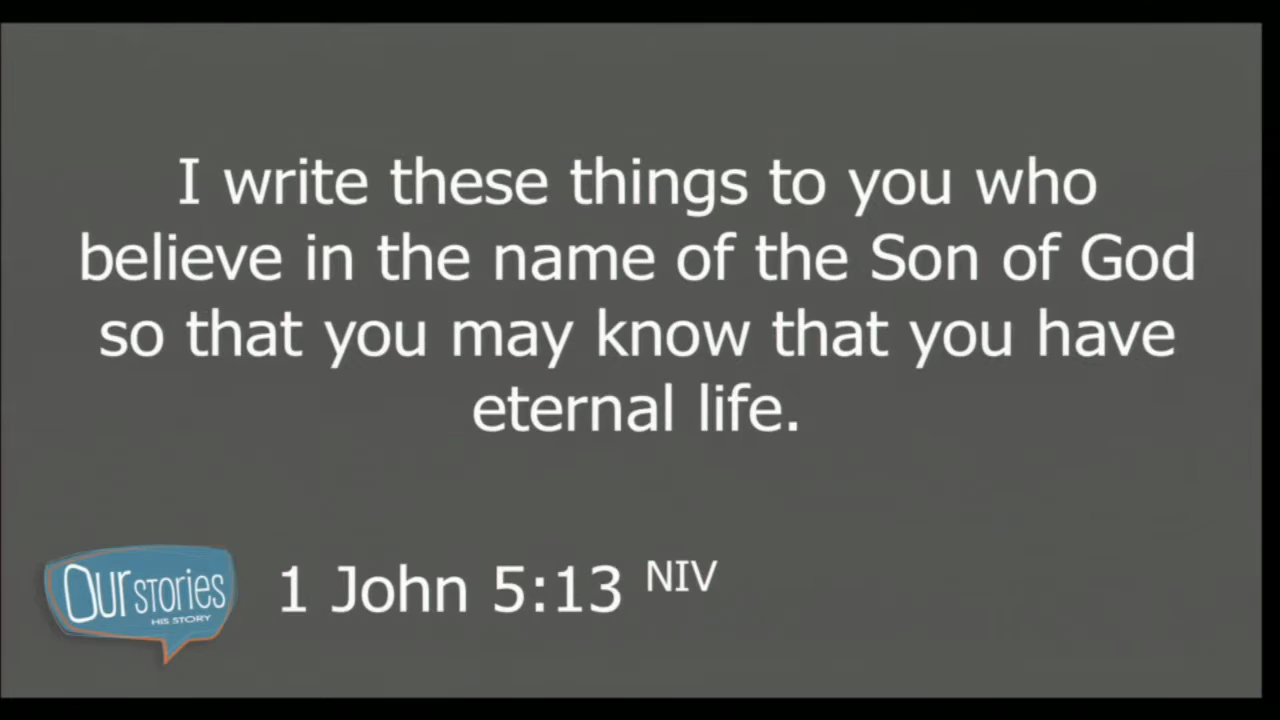 I write these things to you who
believe in the name of the Son of God
so that you may know that you have
eternal life.
Our STORIES
HIS STORY
1 John 5:13 NIV